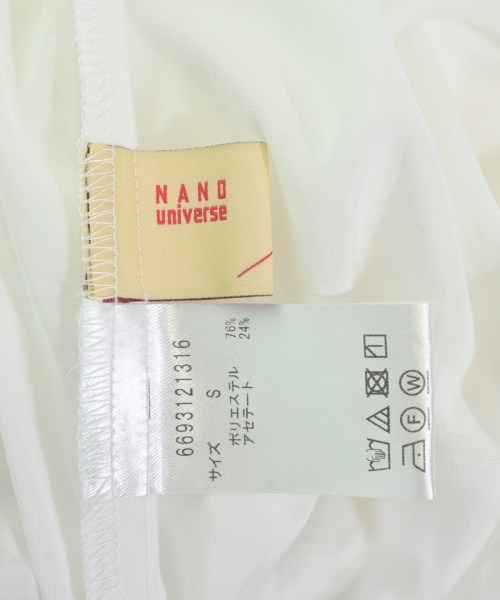 NANO
universe
6693121316
サイズ S
ポリエステル 76%
アセテート 24%
W
F